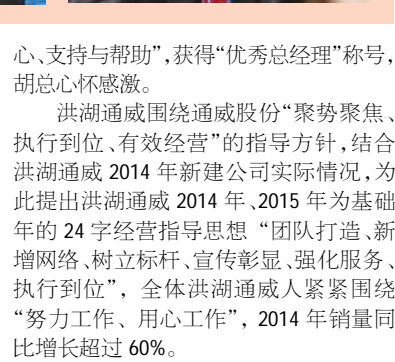 心、支持与帮助”,获得“优秀总经理”称号,
胡总心怀感激。
洪湖通威围绕通威股份“聚势聚焦、
执行到位、有效经营”的指导方针,结合
洪湖通威 2014 年新建公司实际情况,为
此提出洪湖通威 2014 年、2015 年为基础
年的 24 字经营指导思想“团队打造、新
增网络、树立标杆、宣传彰显、强化服务、
执行到位”, 全体洪湖通威人紧紧围绕
“努力工作、用心工作”, 2014 年销量同
比增长超过 60%。